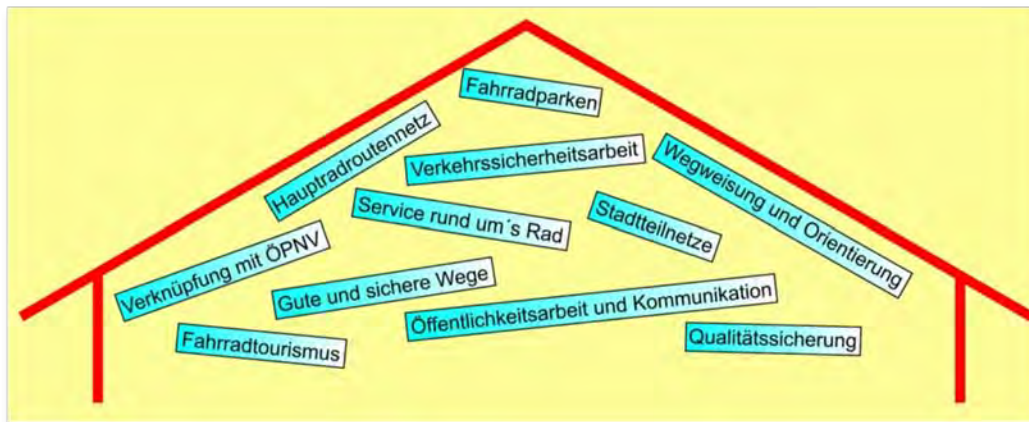 Fahrradparken
Hauptradroutennetz
Verkehrssicherheitsarbeit
Wegweisung und Orientierung
Service rund um´s Rad
Stadtteilnetze
Verknüpfung mit ÖPNV
Gute und sichere Wege
Öffentlichkeitsarbeit und Kommunikation
Fahrradtourismus
Qualitätssicherung